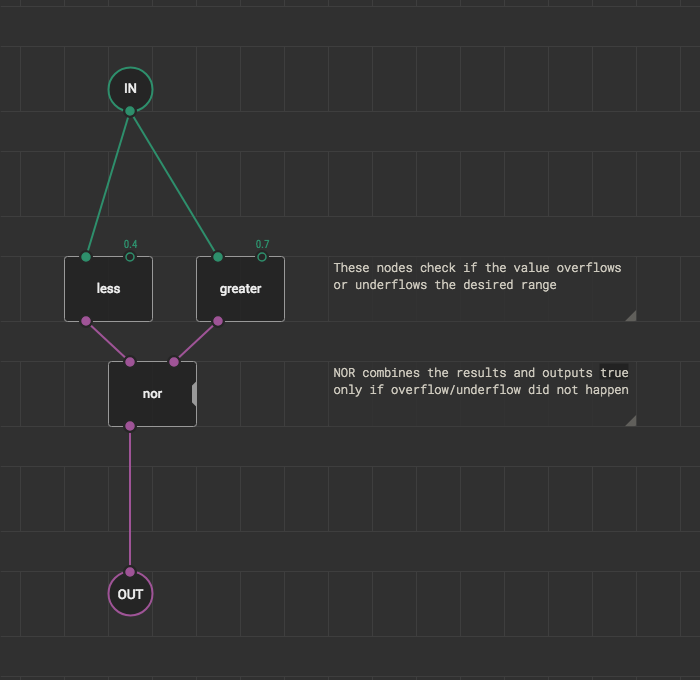 IN
0.4
0.7
less
greater
These nodes check if the value overflows
or underflows the desired range
nor
NOR combines the results and outputs true
only if overflow/underflow did not happen
OUT